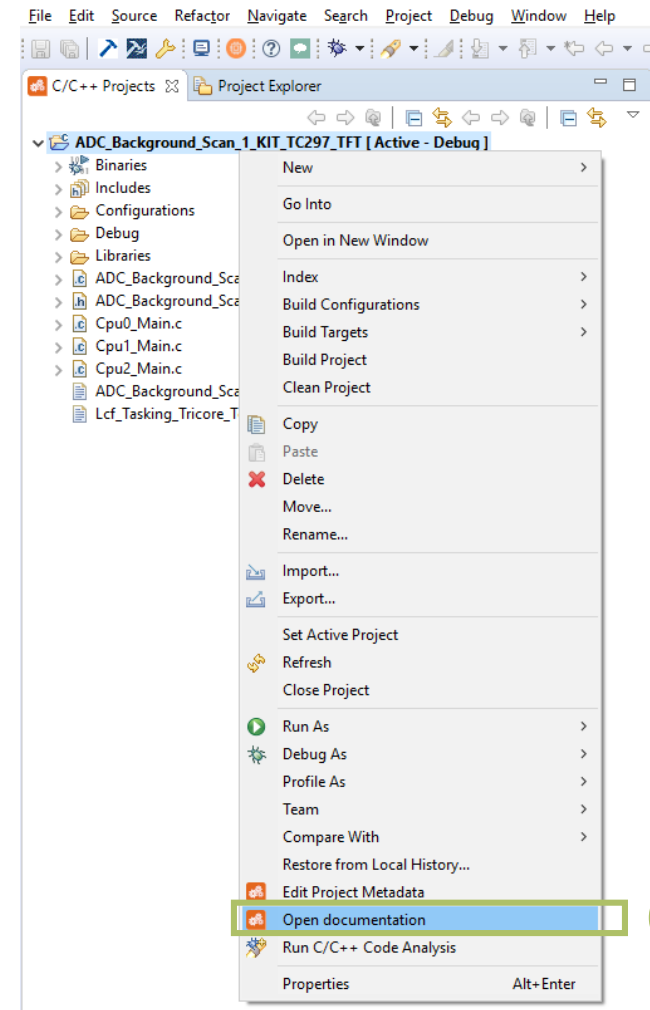 File Edit Source Refactor Navigate Search Project Debug Window Help
C/C++ Projects Project Explorer
ADC_Background_Scan_1_KIT_TC297_TFT [ Active - Debug ]
Binaries
Includes
Configurations
Debug
Libraries
ADC_Background_Sca
ADC_Background_Sca
Cpu0_Main.c
Cpu1_Main.c
Cpu2_Main.c
ADC_Background_Sca
Lcf_Tasking_Tricore_T
New
Go Into
Open in New Window
Index
Build Configurations
Build Targets
Build Project
Clean Project
Copy
Paste
Delete
Move...
Rename...
Import...
Export...
Set Active Project
Refresh
Close Project
Run As
Debug As
Profile As
Team
Compare With
Restore from Local History...
Edit Project Metadata
Open documentation
Run C/C++ Code Analysis
Properties Alt+Enter